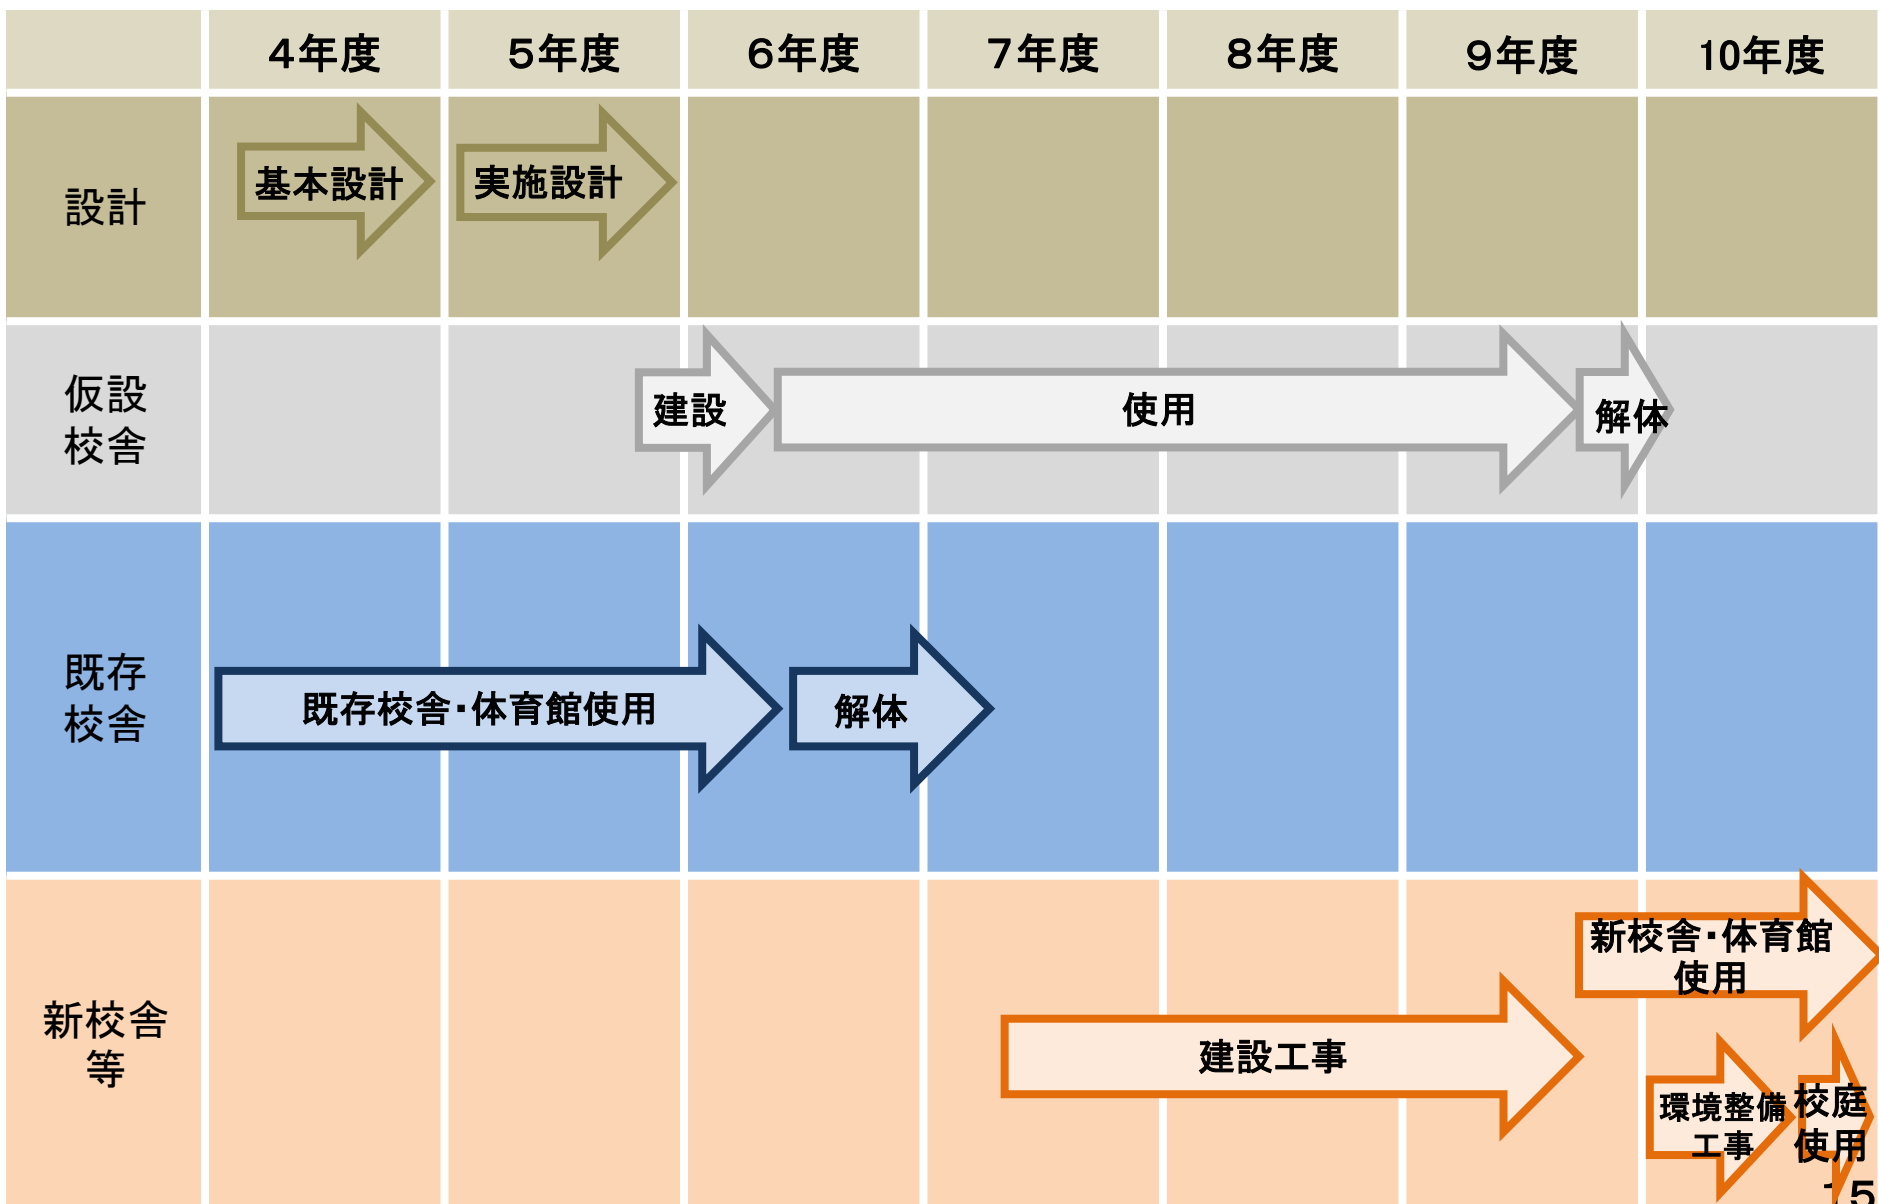 4年度 5年度 6年度 7年度 8年度 9年度 10年度
設計
基本設計 実施設計
仮設
校舎
建設 使用 解体
既存
校舎
既存校舎・体育館使用 解体
新校舎
等
新校舎・体育館
使用
建設工事
環境整備
工事
校庭
使用
15